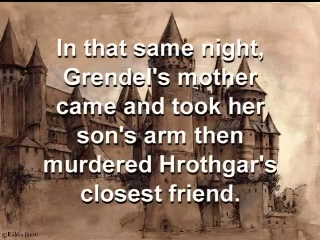 In that same night,
Grendel's mother
came and took her
son's arm then
murdered Hrothgar's
closest friend.